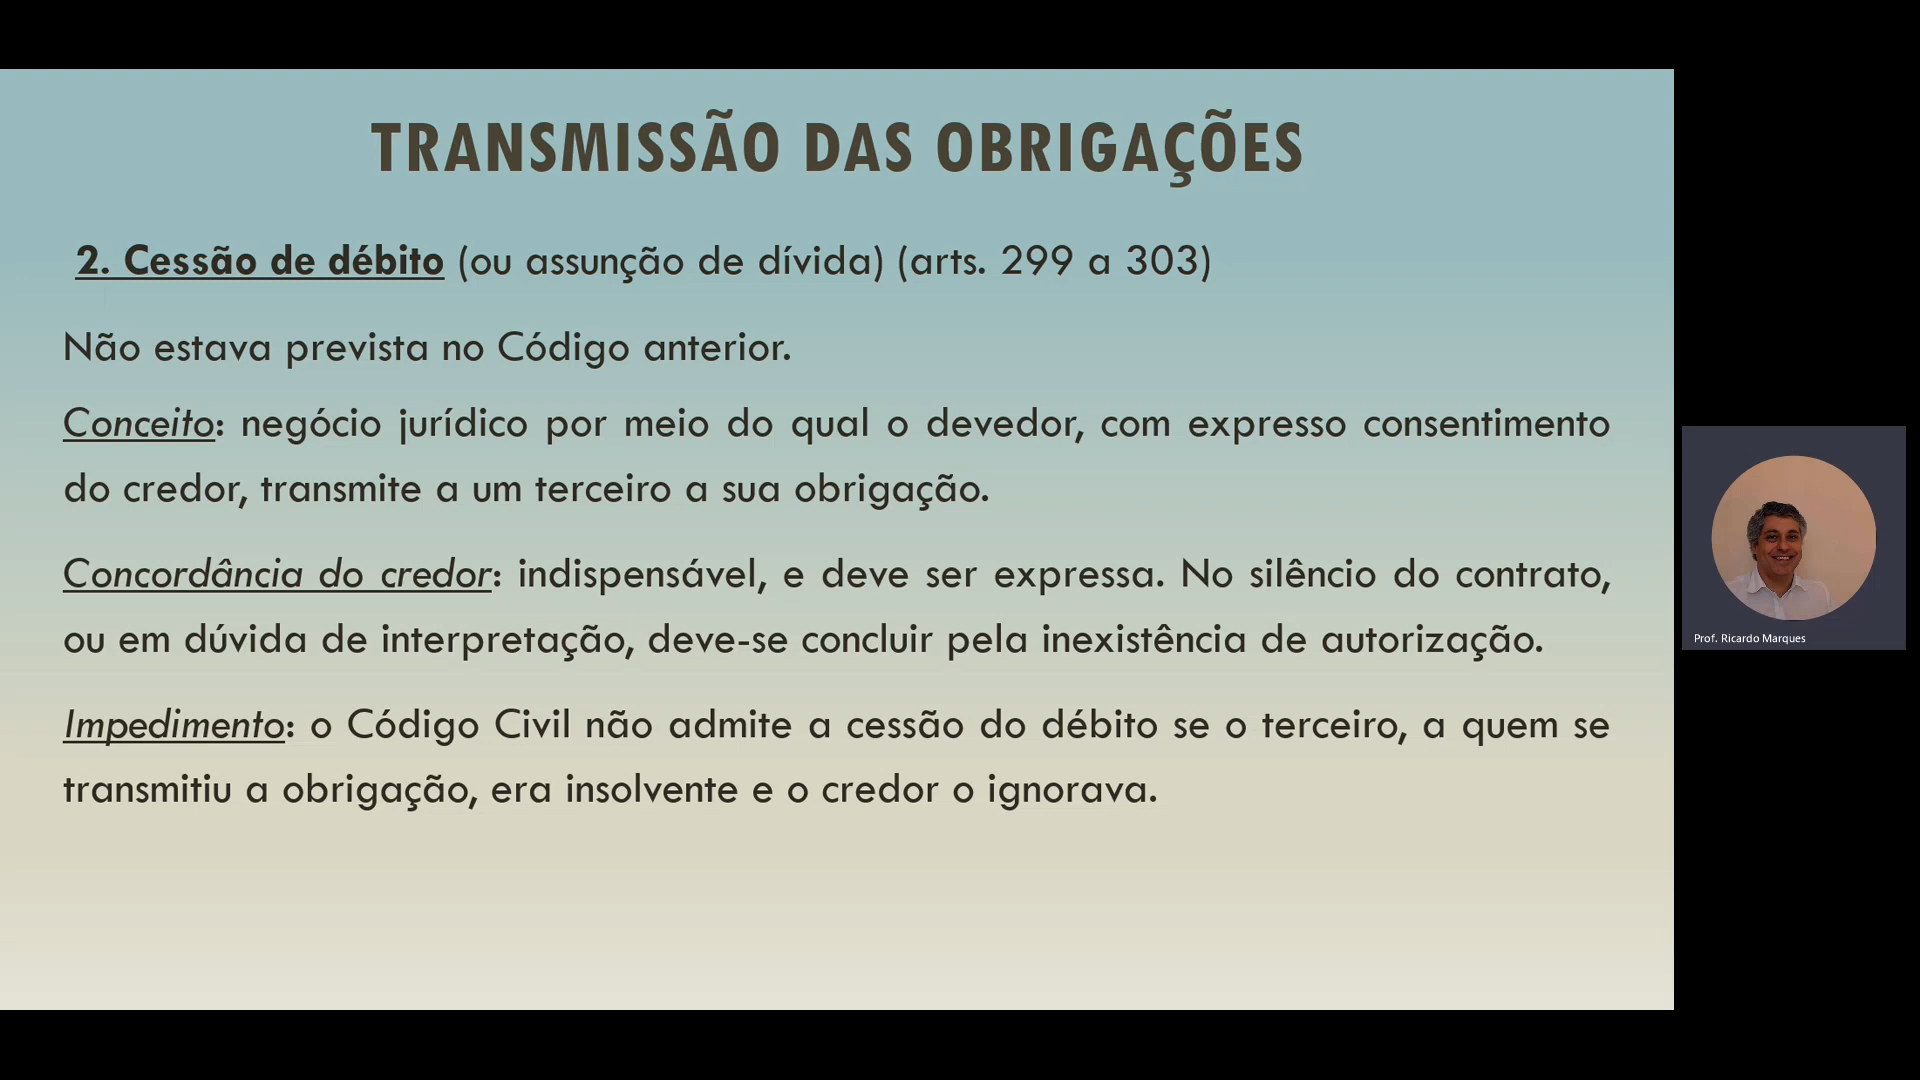 TRANSMISSÃO DAS OBRIGAÇÕES
2. Cessão de débito (ou assunção de dívida) (arts. 299 a 303)
Não estava prevista no Código anterior.
Conceito: negócio jurídico por meio do qual o devedor, com expresso consentimento
do credor, transmite a um terceiro a sua obrigação.
Concordância do credor: indispensável, e deve ser expressa. No silêncio do contrato,
ou em dúvida de interpretação, deve-se concluir pela inexistência de autorização.
Impedimento: o Código Civil não admite a cessão do débito se o terceiro, a quem se
transmitiu a obrigação, era insolvente e o credor o ignorava.
Prof. Ricardo Marques